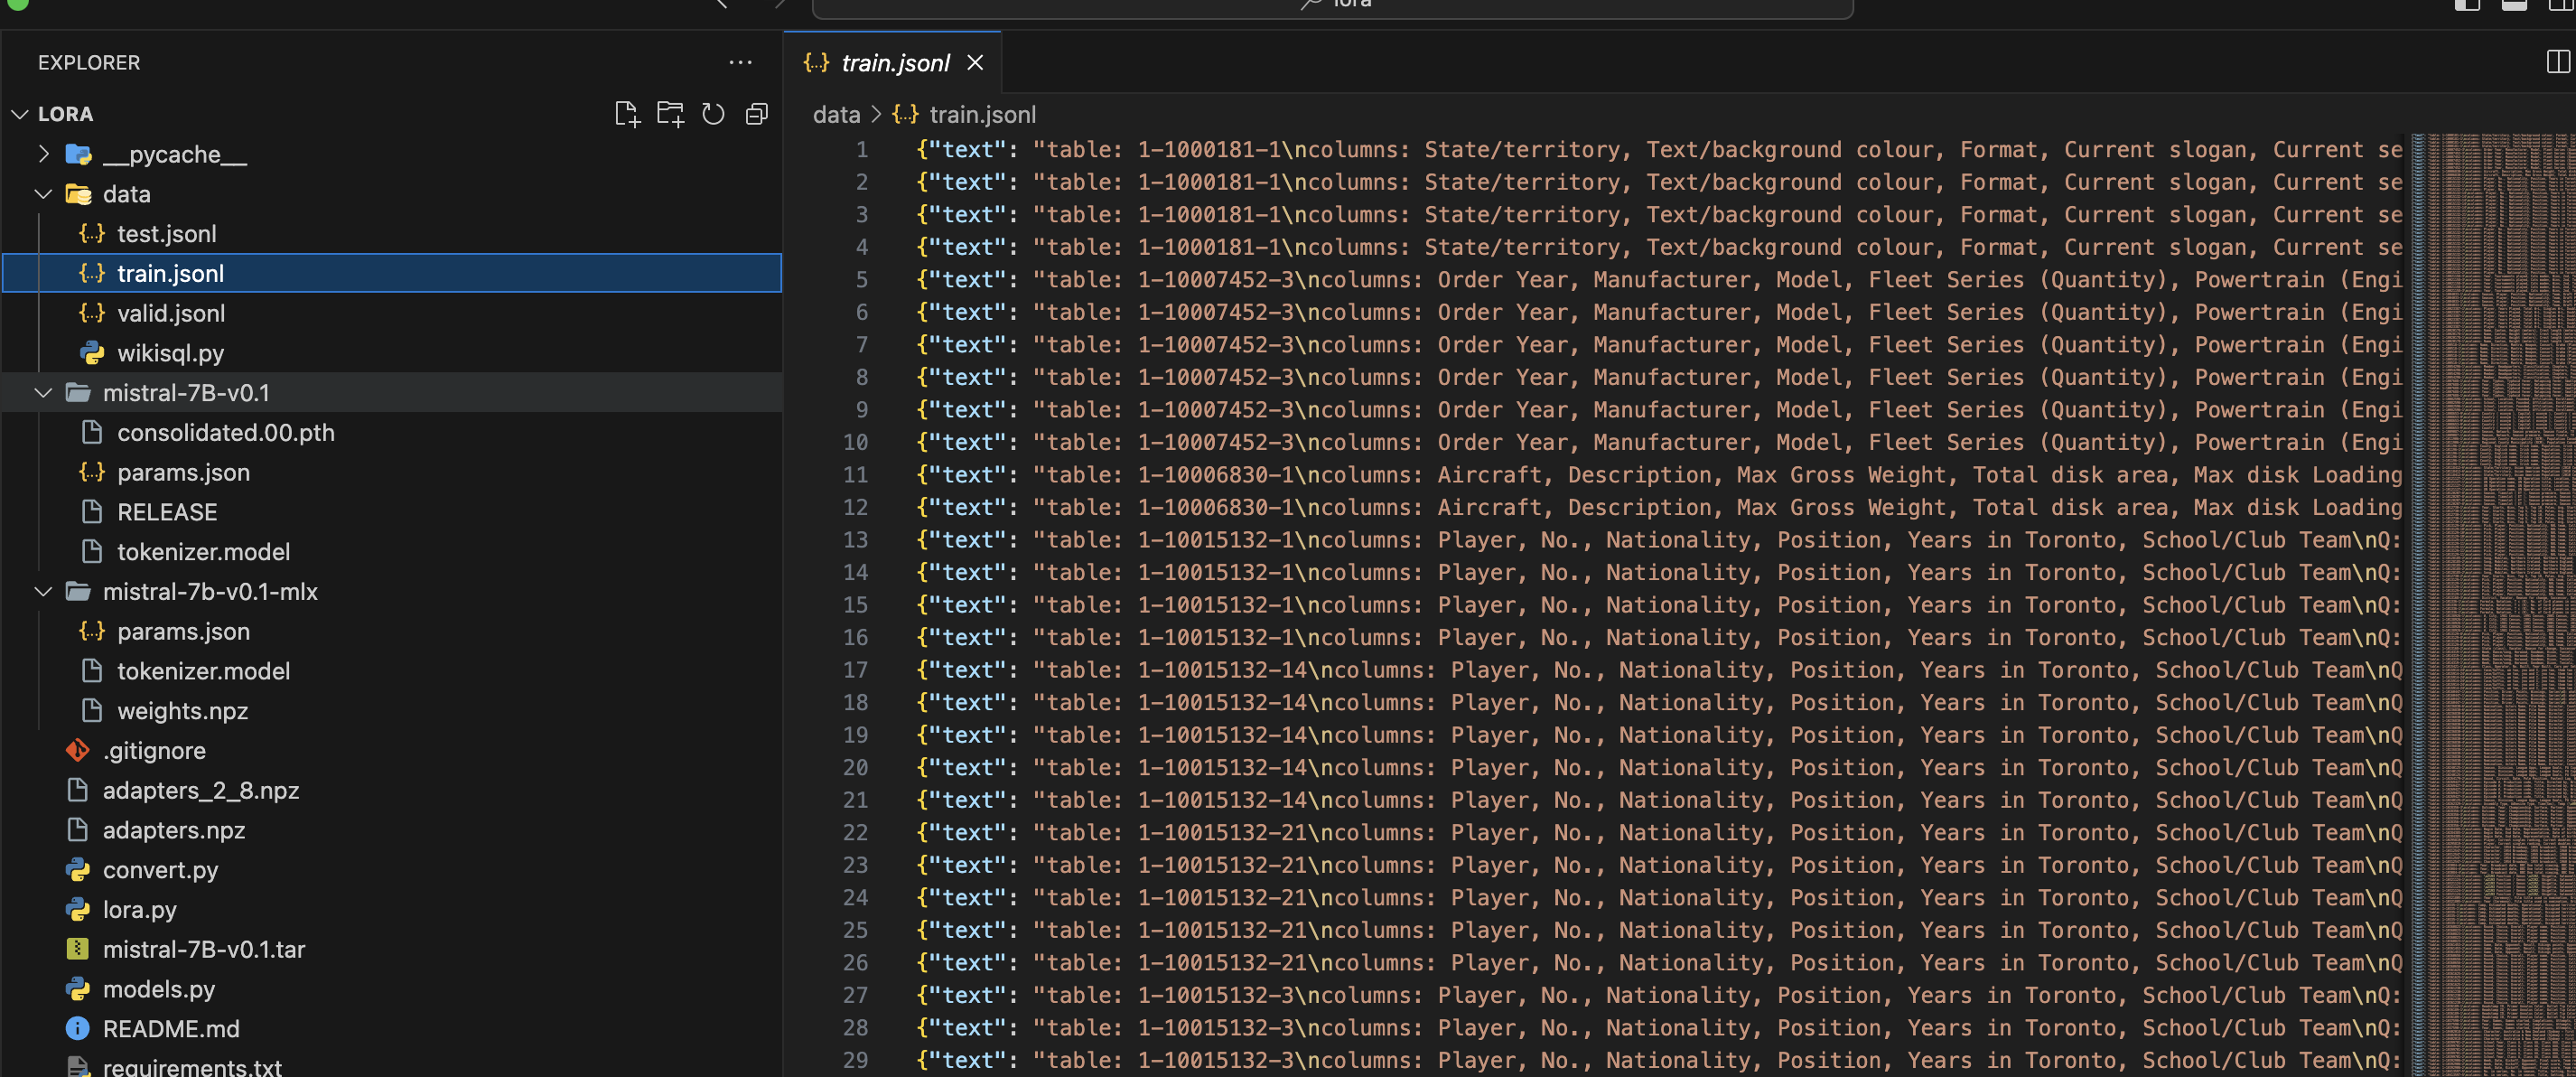 lora
EXPLORER
LORA
__pycache__
data
test.jsonl
train.jsonl
valid.jsonl
wikisql.py
mistral-7B-v0.1
consolidated.00.pth
params.json
RELEASE
tokenizer.model
mistral-7b-v0.1-mlx
params.json
tokenizer.model
weights.npz
.gitignore
adapters_2_8.npz
adapters.npz
convert.py
lora.py
mistral-7B-v0.1.tar
models.py
README.md
requirements.txt
{..} train.jsonl
data > {..} train.jsonl
1 {"text": "table: 1-1000181-1\ncolumns: State/territory, Text/background colour, Format, Current slogan, Current se
2 {"text": "table: 1-1000181-1\ncolumns: State/territory, Text/background colour, Format, Current slogan, Current se
3 {"text": "table: 1-1000181-1\ncolumns: State/territory, Text/background colour, Format, Current slogan, Current se
4 {"text": "table: 1-1000181-1\ncolumns: State/territory, Text/background colour, Format, Current slogan, Current se
5 {"text": "table: 1-10007452-3\ncolumns: Order Year, Manufacturer, Model, Fleet Series (Quantity), Powertrain (Engi
6 {"text": "table: 1-10007452-3\ncolumns: Order Year, Manufacturer, Model, Fleet Series (Quantity), Powertrain (Engi
7 {"text": "table: 1-10007452-3\ncolumns: Order Year, Manufacturer, Model, Fleet Series (Quantity), Powertrain (Engi
8 {"text": "table: 1-10007452-3\ncolumns: Order Year, Manufacturer, Model, Fleet Series (Quantity), Powertrain (Engi
9 {"text": "table: 1-10007452-3\ncolumns: Order Year, Manufacturer, Model, Fleet Series (Quantity), Powertrain (Engi
10 {"text": "table: 1-10007452-3\ncolumns: Order Year, Manufacturer, Model, Fleet Series (Quantity), Powertrain (Engi
11 {"text": "table: 1-10006830-1\ncolumns: Aircraft, Description, Max Gross Weight, Total disk area, Max disk Loading
12 {"text": "table: 1-10006830-1\ncolumns: Aircraft, Description, Max Gross Weight, Total disk area, Max disk Loading
13 {"text": "table: 1-10015132-1\ncolumns: Player, No., Nationality, Position, Years in Toronto, School/Club Team\nQ:
14 {"text": "table: 1-10015132-1\ncolumns: Player, No., Nationality, Position, Years in Toronto, School/Club Team\nQ:
15 {"text": "table: 1-10015132-1\ncolumns: Player, No., Nationality, Position, Years in Toronto, School/Club Team\nQ:
16 {"text": "table: 1-10015132-1\ncolumns: Player, No., Nationality, Position, Years in Toronto, School/Club Team\nQ:
17 {"text": "table: 1-10015132-14\ncolumns: Player, No., Nationality, Position, Years in Toronto, School/Club Team\nQ
18 {"text": "table: 1-10015132-14\ncolumns: Player, No., Nationality, Position, Years in Toronto, School/Club Team\nQ
19 {"text": "table: 1-10015132-14\ncolumns: Player, No., Nationality, Position, Years in Toronto, School/Club Team\nQ
20 {"text": "table: 1-10015132-14\ncolumns: Player, No., Nationality, Position, Years in Toronto, School/Club Team\nQ
21 {"text": "table: 1-10015132-14\ncolumns: Player, No., Nationality, Position, Years in Toronto, School/Club Team\nQ
22 {"text": "table: 1-10015132-21\ncolumns: Player, No., Nationality, Position, Years in Toronto, School/Club Team\nQ
23 {"text": "table: 1-10015132-21\ncolumns: Player, No., Nationality, Position, Years in Toronto, School/Club Team\nQ
24 {"text": "table: 1-10015132-21\ncolumns: Player, No., Nationality, Position, Years in Toronto, School/Club Team\nQ
25 {"text": "table: 1-10015132-21\ncolumns: Player, No., Nationality, Position, Years in Toronto, School/Club Team\nQ
26 {"text": "table: 1-10015132-21\ncolumns: Player, No., Nationality, Position, Years in Toronto, School/Club Team\nQ
27 {"text": "table: 1-10015132-3\ncolumns: Player, No., Nationality, Position, Years in Toronto, School/Club Team\nQ:
28 {"text": "table: 1-10015132-3\ncolumns: Player, No., Nationality, Position, Years in Toronto, School/Club Team\nQ:
29 {"text": "table: 1-10015132-3\ncolumns: Player, No., Nationality, Position, Years in Toronto, School/Club Team\nQ: